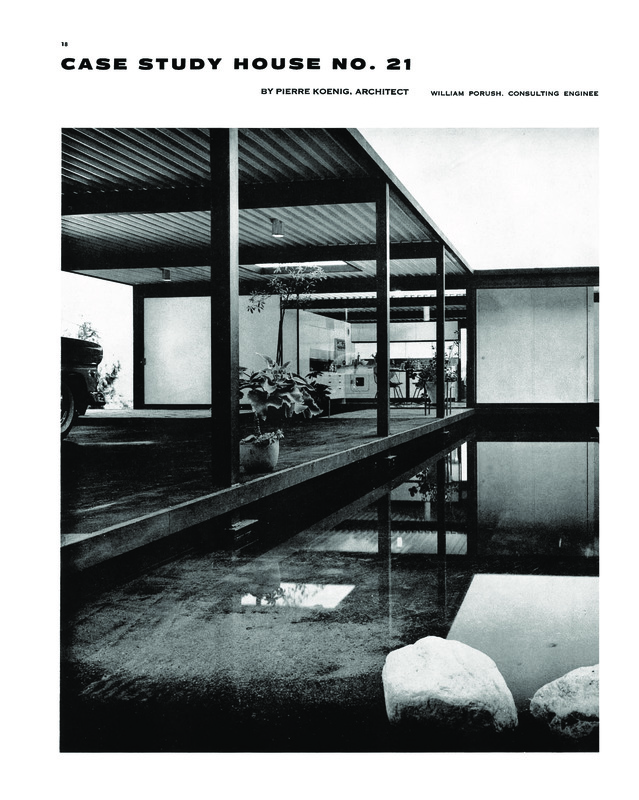 18
CASE STUDY HOUSE NO. 21
BY PIERRE KOENIG, ARCHITECT WILLIAM PORUSH, CONSULTING ENGINEE